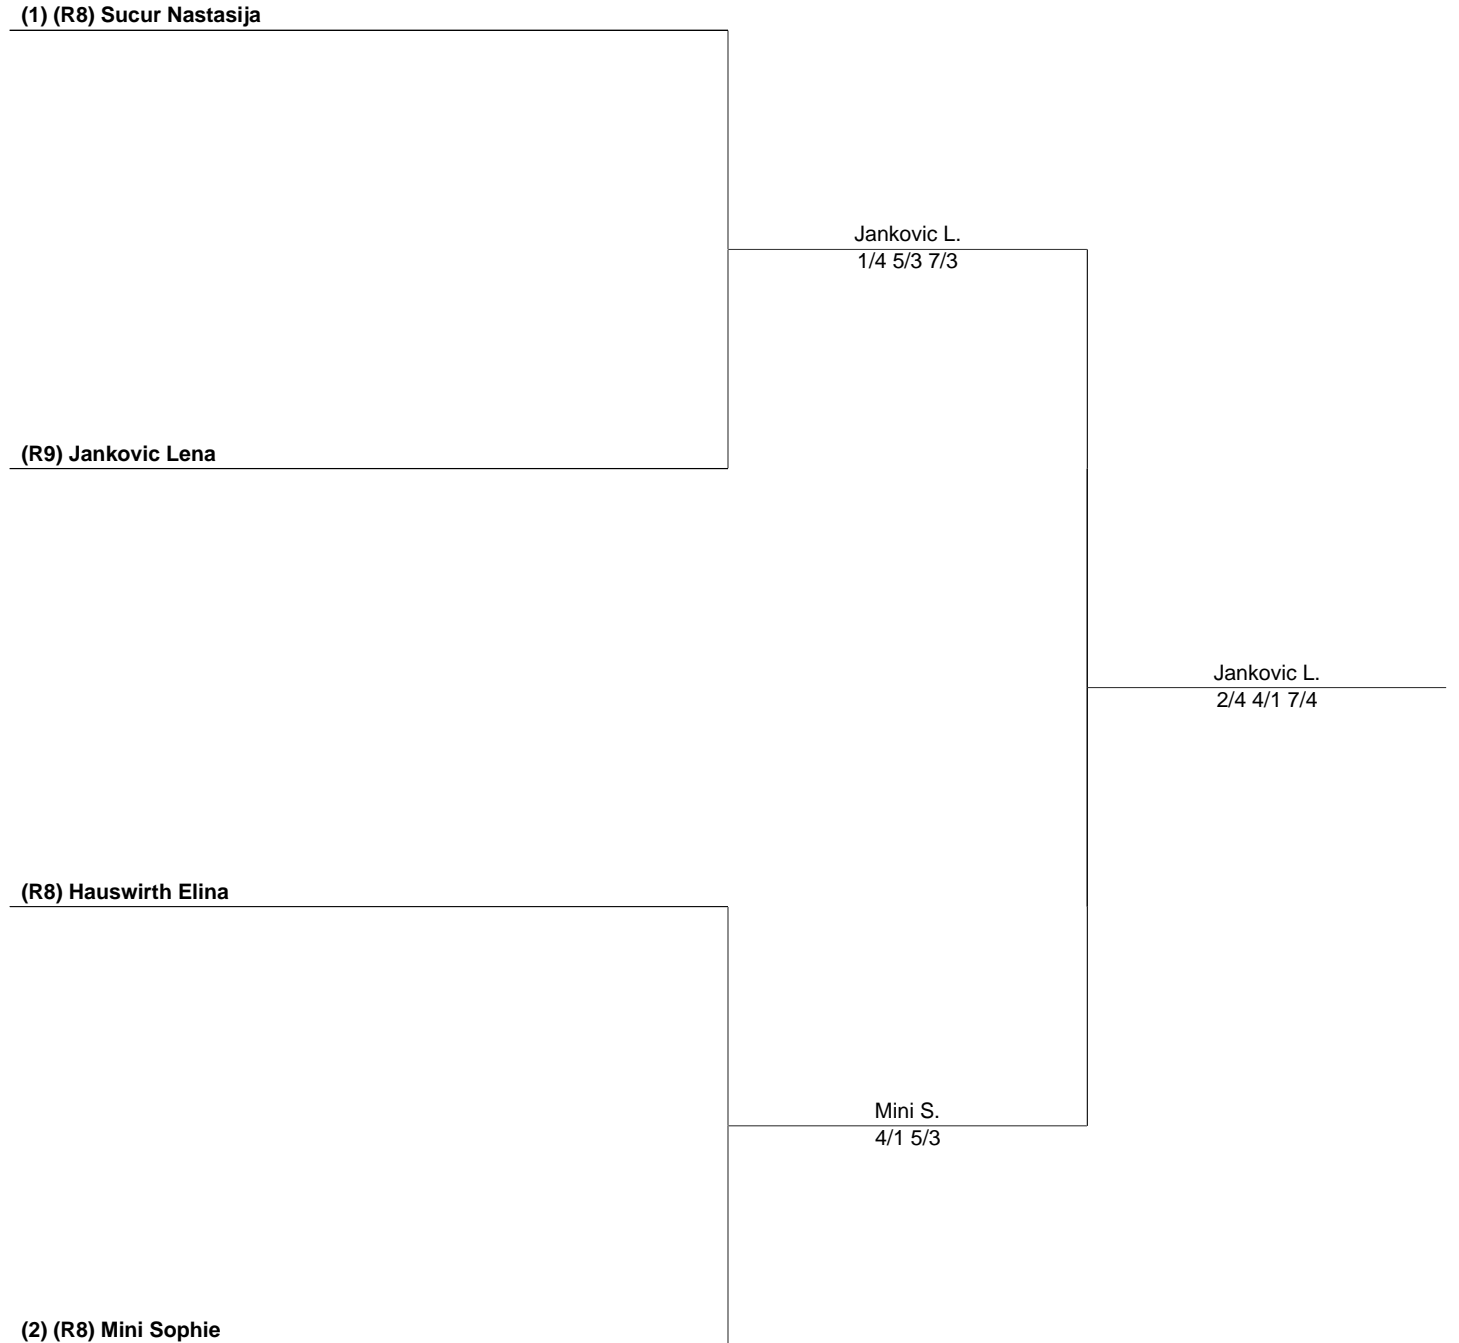 (1) (R8) Sucur Nastasija
Jankovic L.
1/4 5/3 7/3
(R9) Jankovic Lena
Jankovic L.
2/4 4/1 7/4
(R8) Hauswirth Elina
Mini S.
4/1 5/3
(2) (R8) Mini Sophie